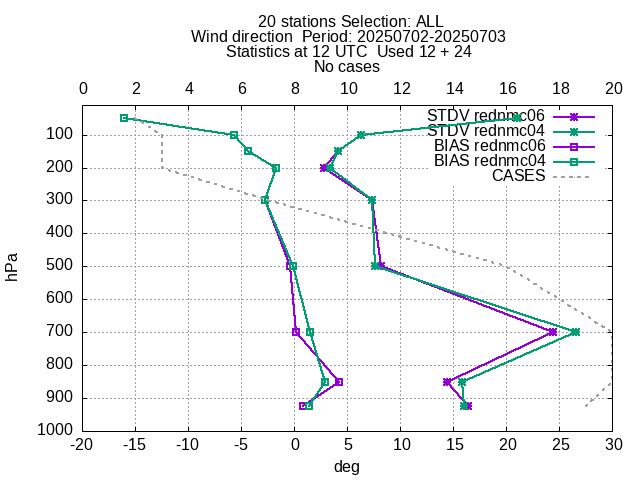 20 stations Selection: ALL
Wind direction  Period: 20250702-20250703
Statistics at 12 UTC  Used 12 + 24
No cases
0 2 4 6 8 10 12 14 16 18 20
STDV rednmc06
STDV rednmc04
BIAS rednmc06
BIAS rednmc04
CASES
100
200
300
400
500
600
700
800
900
1000
hPa
-20 -15 -10 -5 0 5 10 15 20 25 30
deg